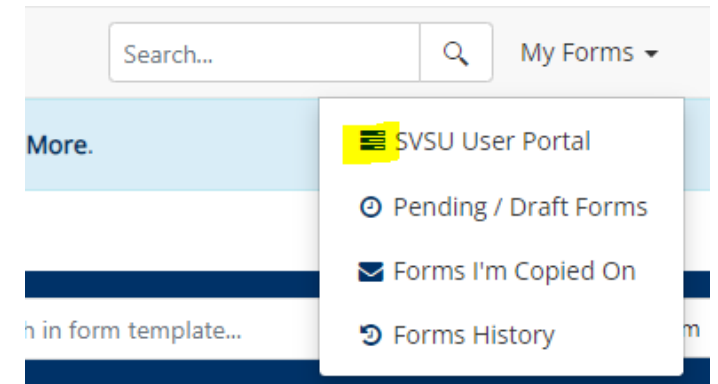 Search...
My Forms
More.
SVSU User Portal
Pending / Draft Forms
Forms I'm Copied On
in form template...
Forms History
m